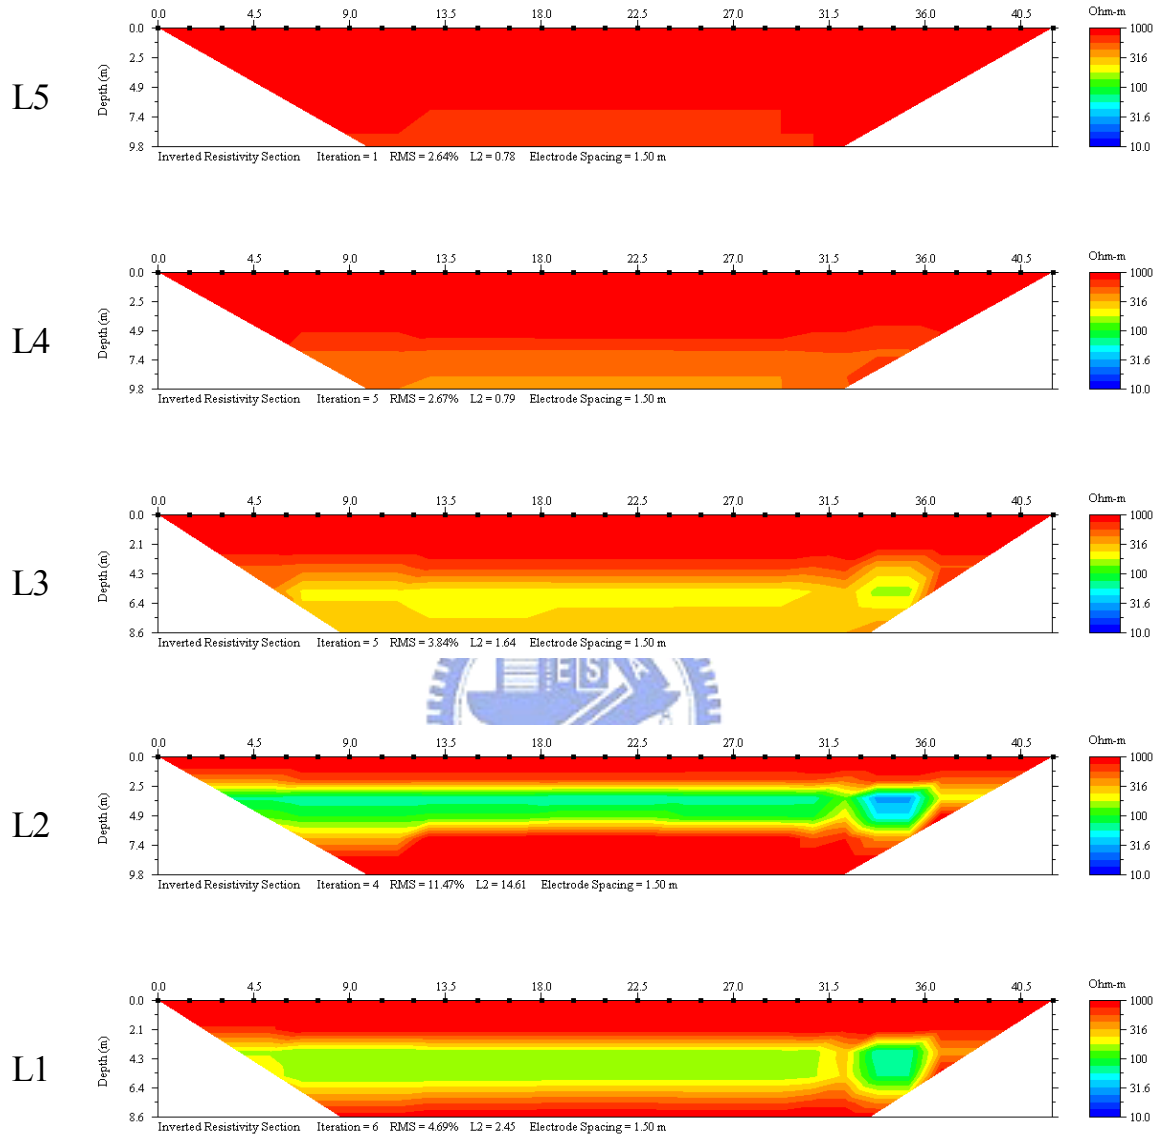 0.0 4.5 9.0 13.5 18.0 22.5 27.0 31.5 36.0 40.5 Ohm-m
L5
Depth (m)
0.0
2.5
4.9
7.4
9.8
1000
316
100
31.6
10.0
Inverted Resistivity Section Iteration = 1 RMS = 2.64% L2 = 0.78 Electrode Spacing = 1.50 m
0.0 4.5 9.0 13.5 18.0 22.5 27.0 31.5 36.0 40.5 Ohm-m
L4
Depth (m)
0.0
2.5
4.9
7.4
9.8
1000
316
100
31.6
10.0
Inverted Resistivity Section Iteration = 5 RMS = 2.67% L2 = 0.79 Electrode Spacing = 1.50 m
0.0 4.5 9.0 13.5 18.0 22.5 27.0 31.5 36.0 40.5 Ohm-m
L3
Depth (m)
0.0
2.1
4.3
6.4
8.6
1000
316
100
31.6
10.0
Inverted Resistivity Section Iteration = 5 RMS = 3.84% L2 = 1.64 Electrode Spacing = 1.50 m
E S A
0.0 4.5 9.0 13.5 18.0 22.5 27.0 31.5 36.0 40.5 Ohm-m
L2
Depth (m)
0.0
2.5
4.9
7.4
9.8
1000
316
100
31.6
10.0
Inverted Resistivity Section Iteration = 4 RMS = 11.47% L2 = 14.61 Electrode Spacing = 1.50 m
0.0 4.5 9.0 13.5 18.0 22.5 27.0 31.5 36.0 40.5 Ohm-m
L1
Depth (m)
0.0
2.1
4.3
6.4
8.6
1000
316
100
31.6
10.0
Inverted Resistivity Section Iteration = 6 RMS = 4.69% L2 = 2.45 Electrode Spacing = 1.50 m